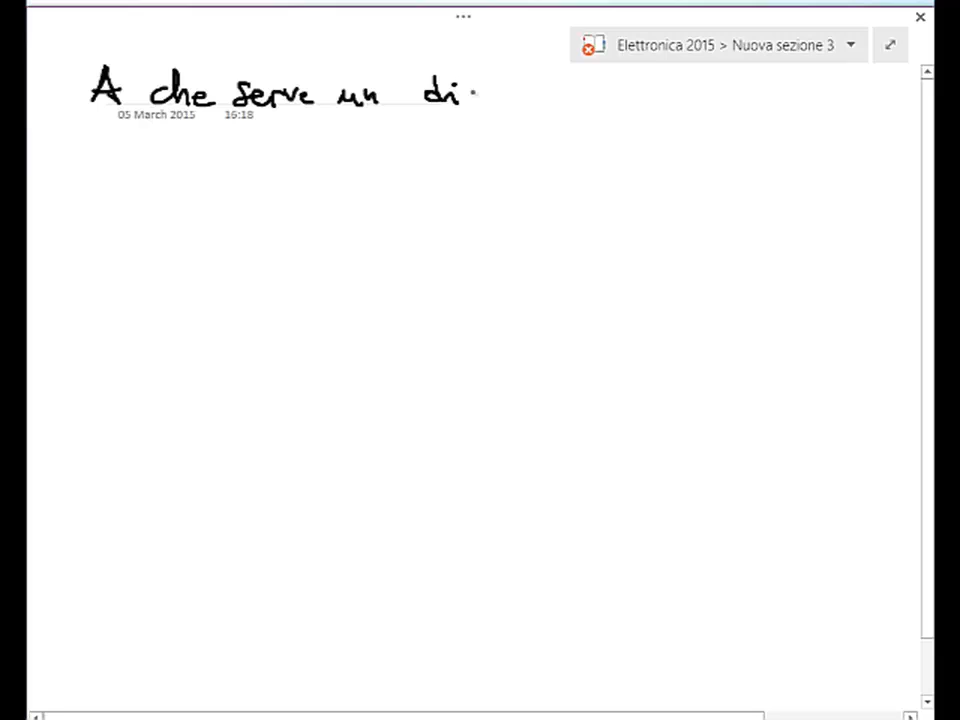 ...
Elettronica 2015 > Nuova sezione 3
A che serve un di
05 March 2015 16:18